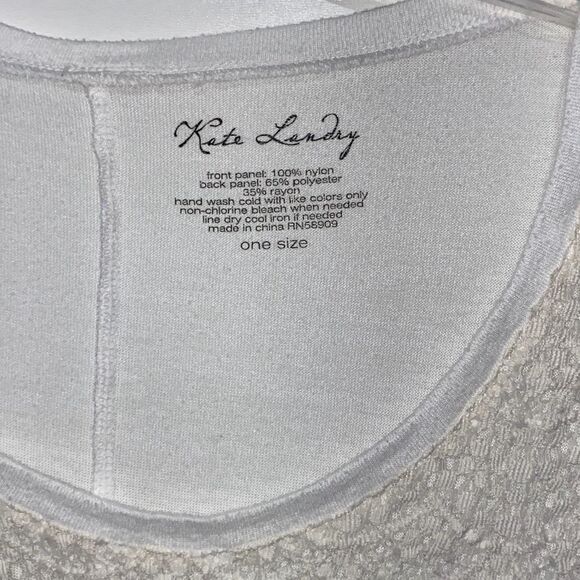 Kate Landry
front panel: 100% nylon
back panel: 65% polyester
35% rayon
hand wash cold with like colors only
non-chlorine bleach when needed
line dry cool iron if needed
made in china RN58909
one size